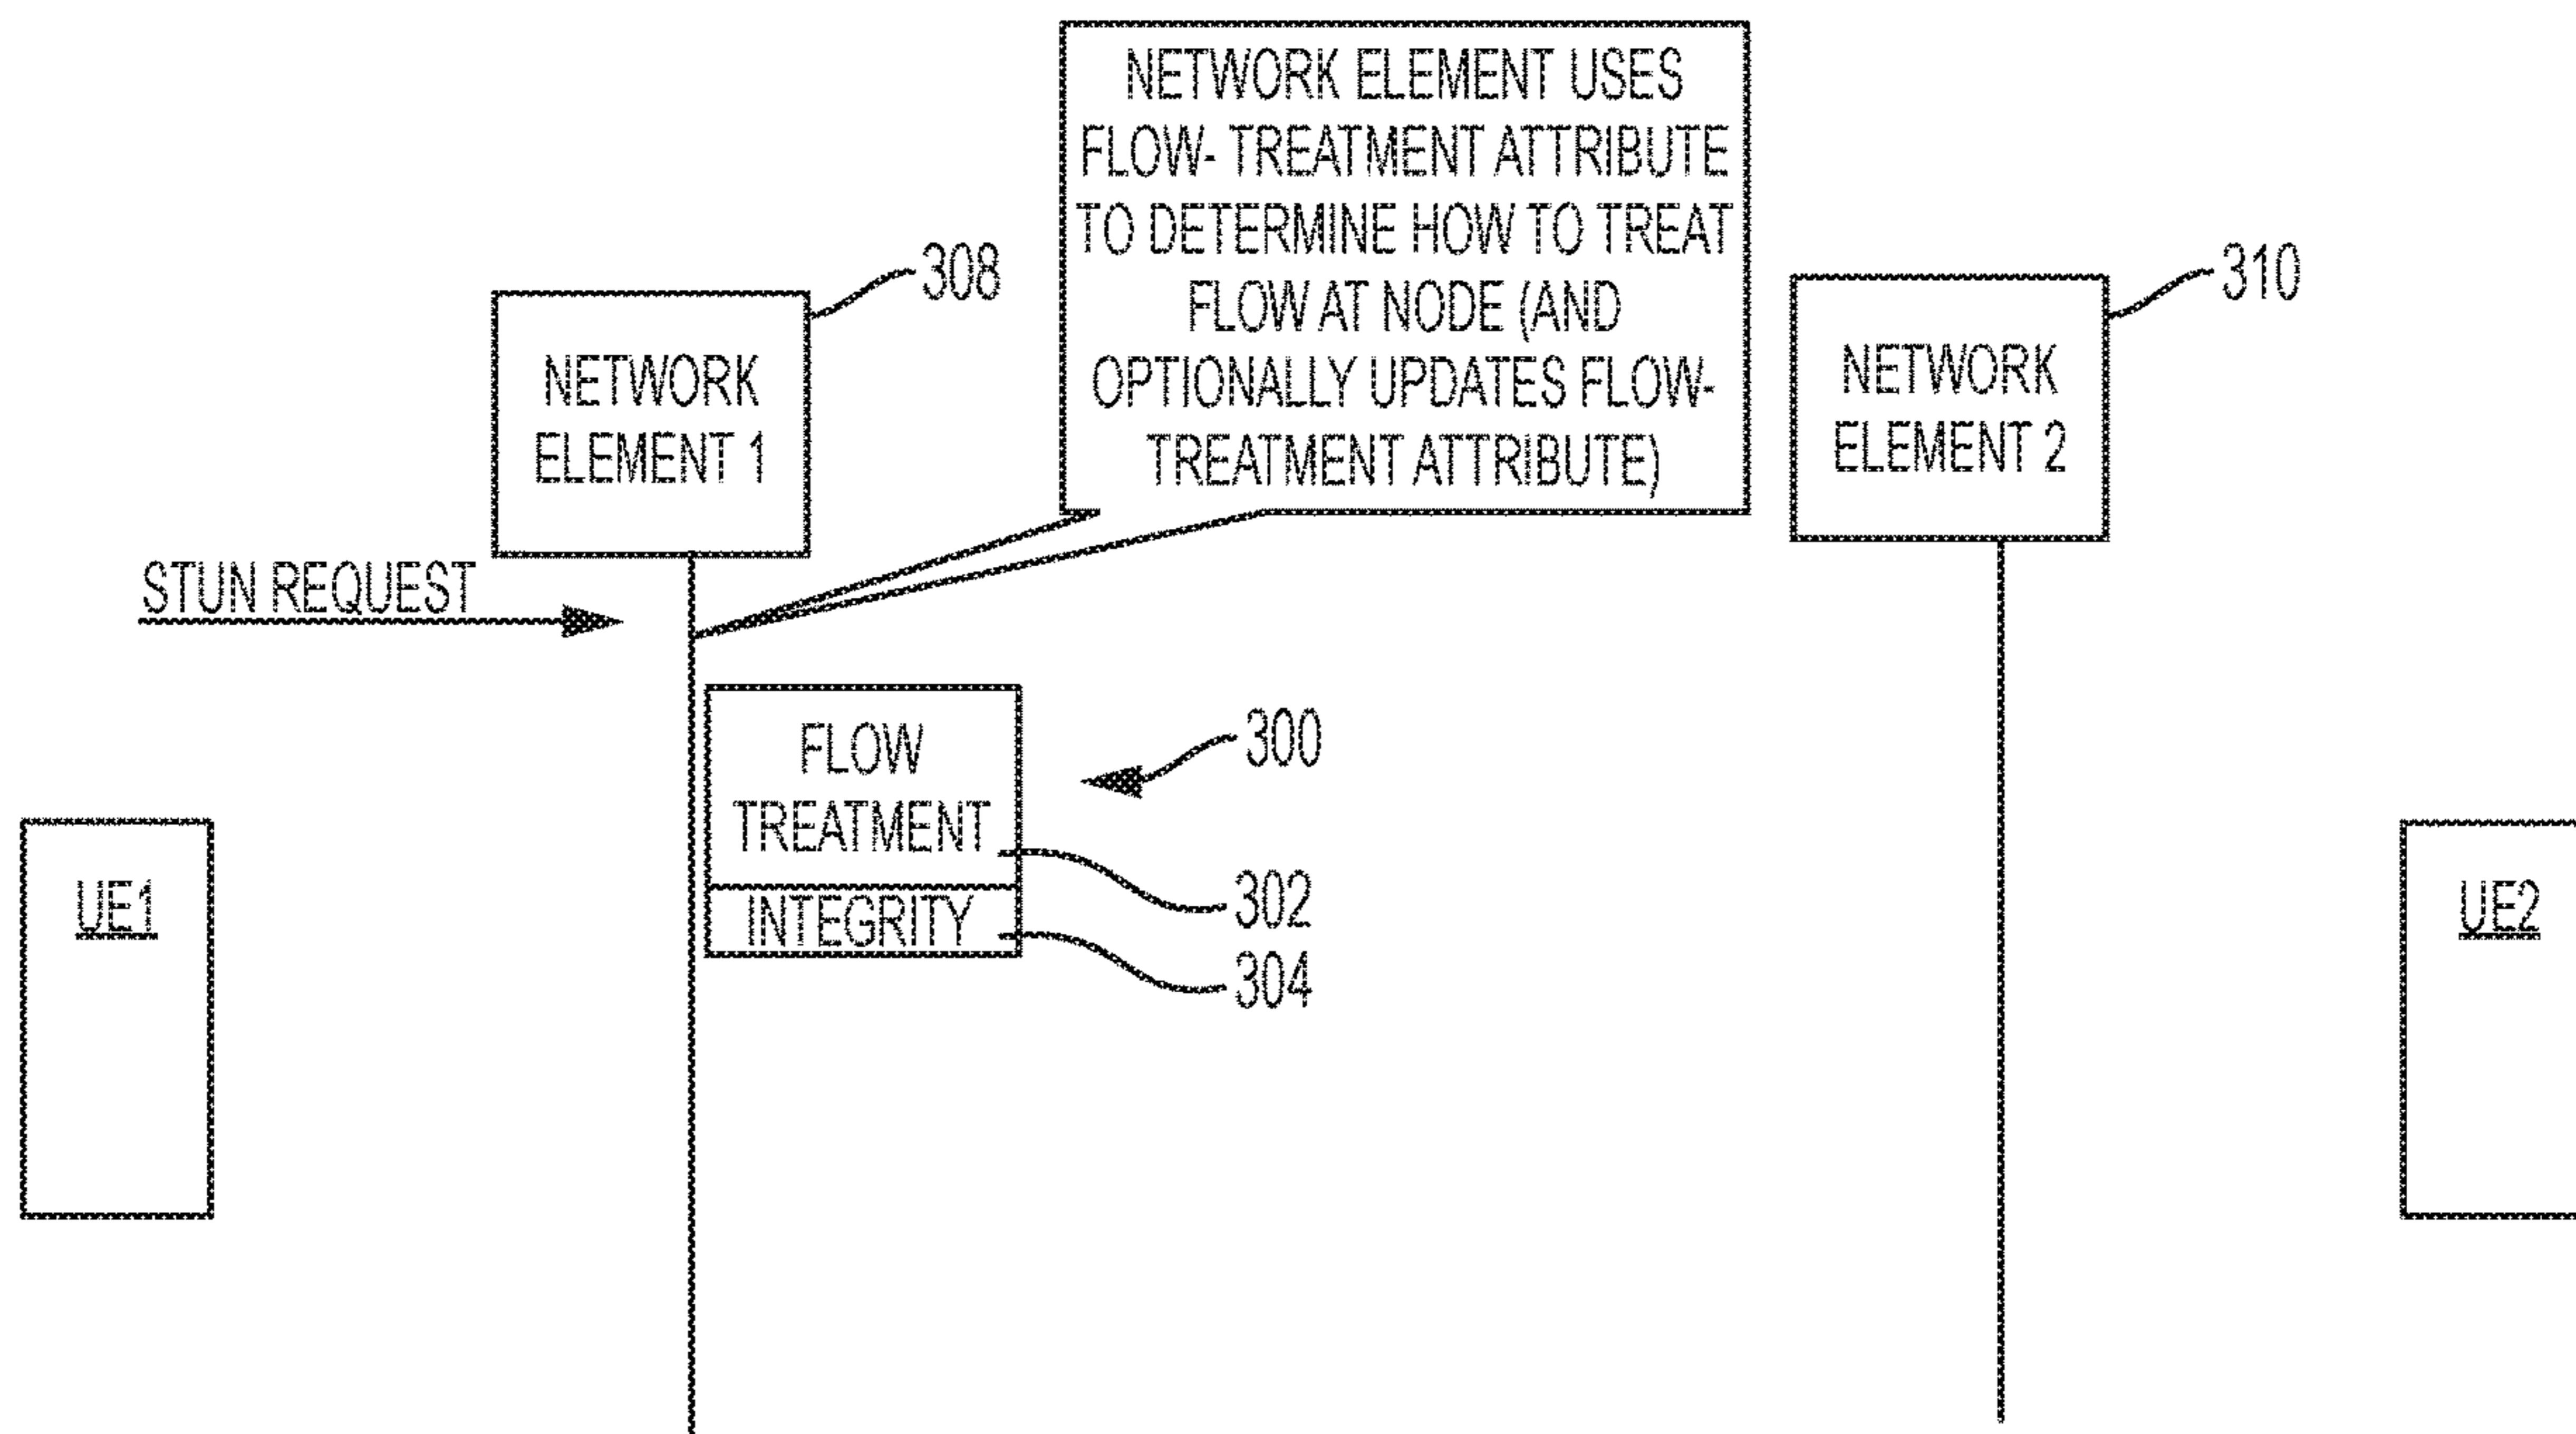 NETWORK ELEMENT USES
FLOW- TREATMENT ATTRIBUTE
TO DETERMINE HOW TO TREAT
FLOW AT NODE (AND
OPTIONALLY UPDATES FLOW-
TREATMENT ATTRIBUTE)
308
NETWORK
ELEMENT 1
310
NETWORK
ELEMENT 2
STUN REQUEST
FLOW
TREATMENT
INTEGRITY
300
302
304
UE1
UE2